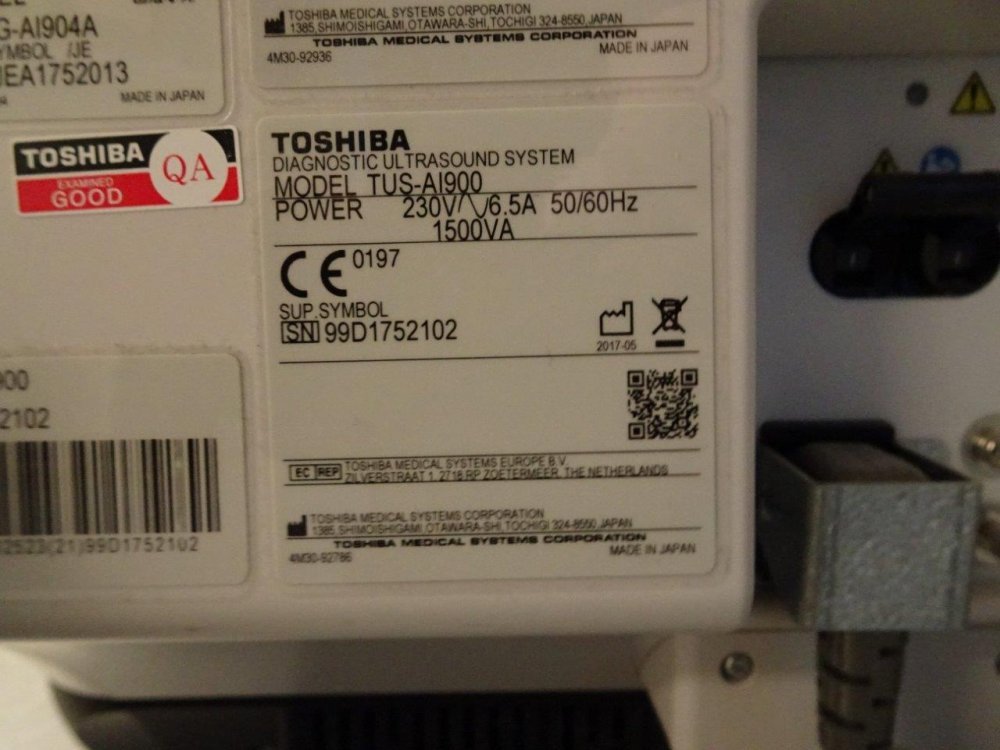 G-AI904A
YMBOL /JE
JEA1752013
MADE IN JAPAN
TOSHIBA MEDICAL SYSTEMS CORPORATION
1385, SHIMOISHIGAMI, OTAWARA-SHI, TOCHIGI 324-8550, JAPAN
TOSHIBA MEDICAL SYSTEMS CORPORATION
4M30-92936 MADE IN JAPAN
TOSHIBA
EXAMINED
GOOD
QA
TOSHIBA
DIAGNOSTIC ULTRASOUND SYSTEM
MODEL TUS-AI900
POWER 230V 6.5A 50/60Hz
1500VA
CE 0197
SUP.SYMBOL
SN 99D1752102
2017-05
EC REP TOSHIBA MEDICAL SYSTEMS EUROPE B.V.
ZILVERSTRAAT 1, 2718 RP ZOETERMEER, THE NETHERLANDS
TOSHIBA MEDICAL SYSTEMS CORPORATION
1385, SHIMOISHIGAMI, OTAWARA-SHI, TOCHIGI 324-8550, JAPAN
TOSHIBA MEDICAL SYSTEMS CORPORATION
4M30-92786 MADE IN JAPAN
900
2102
2523(21)99D1752102